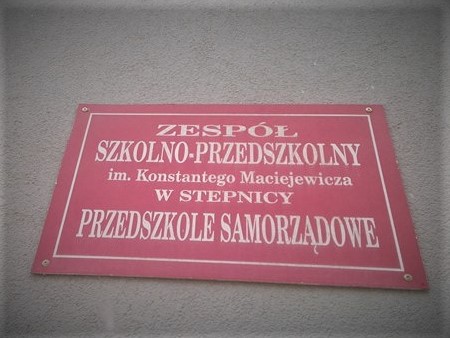 ZESPÓŁ
SZKOLNO-PRZEDSZKOLNY
im. Konstantego Maciejewicza
W STEPNICY
PRZEDSZKOLE SAMORZĄDOWE